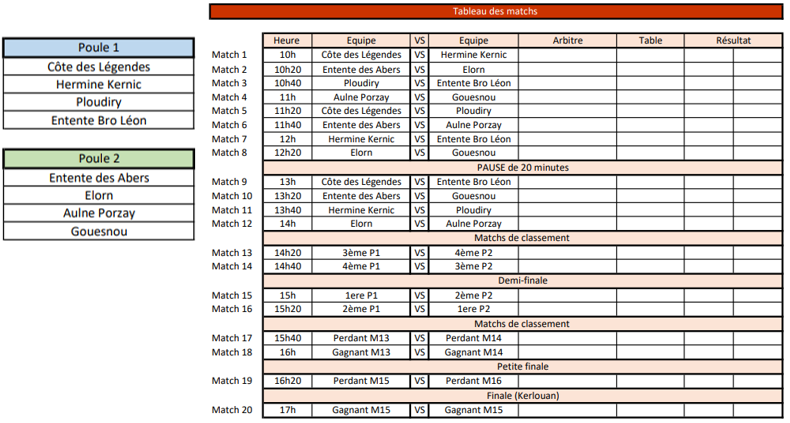 Tableau des matchs
Poule 1
Côte des Légendes
Hermine Kernic
Ploudiry
Entente Bro Léon
Poule 2
Entente des Abers
Elorn
Aulne Porzay
Gouesnou
Heure Equipe VS Equipe Arbitre Table Résultat
Match 1 10h Côte des Légendes VS Hermine Kernic
Match 2 10h20 Entente des Abers VS Elorn
Match 3 10h40 Ploudiry VS Entente Bro Léon
Match 4 11h Aulne Porzay VS Gouesnou
Match 5 11h20 Côte des Légendes VS Ploudiry
Match 6 11h40 Entente des Abers VS Aulne Porzay
Match 7 12h Hermine Kernic VS Entente Bro Léon
Match 8 12h20 Elorn VS Gouesnou
PAUSE de 20 minutes
Match 9 13h Côte des Légendes VS Entente Bro Léon
Match 10 13h20 Entente des Abers VS Gouesnou
Match 11 13h40 Hermine Kernic VS Ploudiry
Match 12 14h Elorn VS Aulne Porzay
Matchs de classement
Match 13 14h20 3ème P1 VS 4ème P2
Match 14 14h40 4ème P1 VS 3ème P2
Demi-finale
Match 15 15h 1ere P1 VS 2ème P2
Match 16 15h20 2ème P1 VS 1ere P2
Matchs de classement
Match 17 15h40 Perdant M13 VS Perdant M14
Match 18 16h Gagnant M13 VS Gagnant M14
Petite finale
Match 19 16h20 Perdant M15 VS Perdant M16
Finale (Kerlouan)
Match 20 17h Gagnant M15 VS Gagnant M15